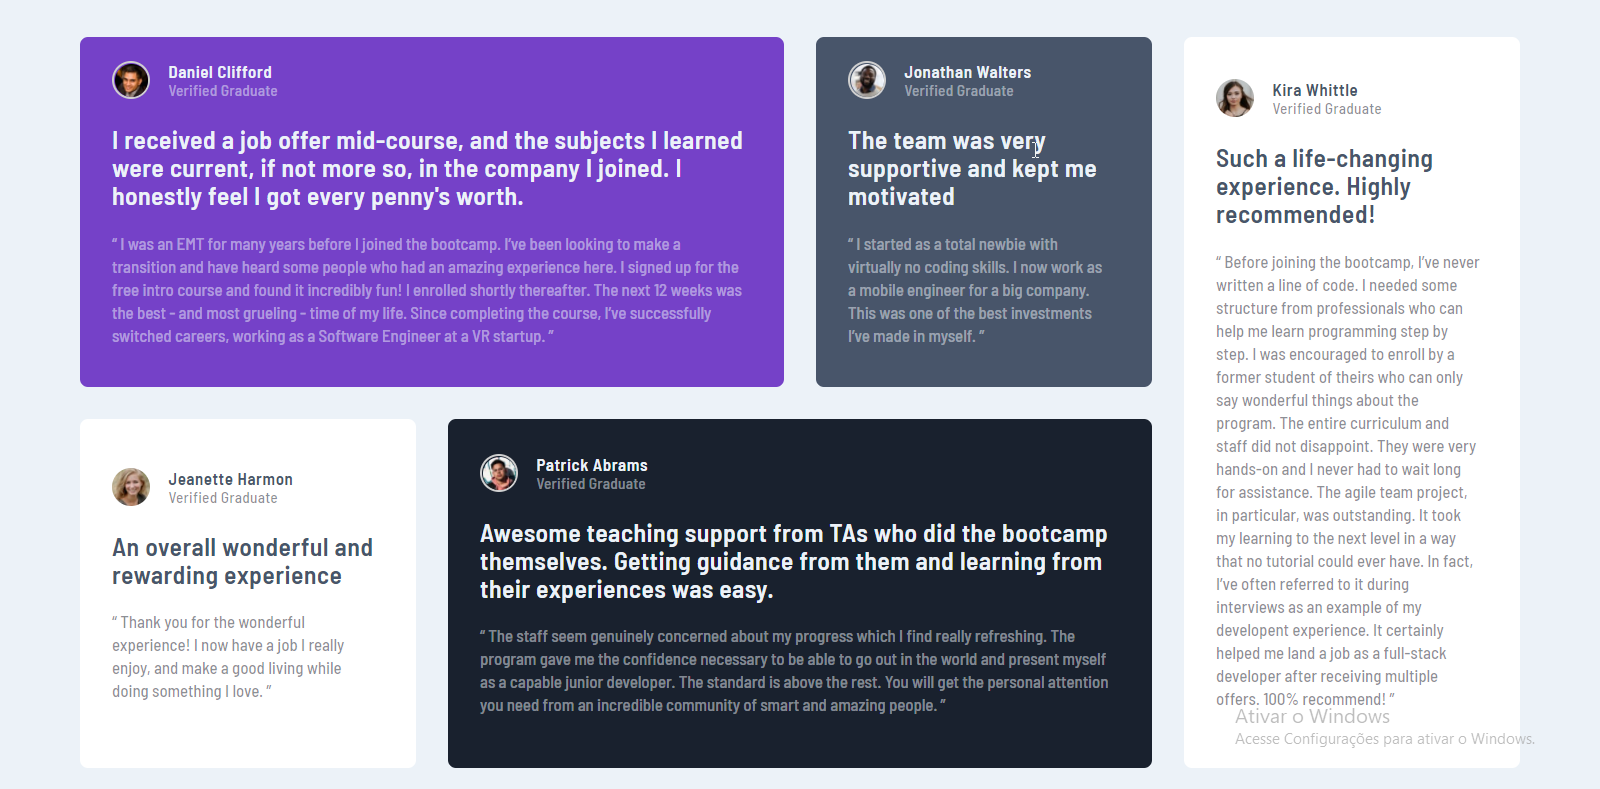 Daniel Clifford
Verified Graduate
I received a job offer mid-course, and the subjects I learned
were current, if not more so, in the company I joined. I
honestly feel I got every penny's worth.
“ I was an EMT for many years before I joined the bootcamp. I’ve been looking to make a
transition and have heard some people who had an amazing experience here. I signed up for the
free intro course and found it incredibly fun! I enrolled shortly thereafter. The next 12 weeks was
the best - and most grueling - time of my life. Since completing the course, I’ve successfully
switched careers, working as a Software Engineer at a VR startup. ”
Jonathan Walters
Verified Graduate
The team was very
supportive and kept me
motivated
“ I started as a total newbie with
virtually no coding skills. I now work as
a mobile engineer for a big company.
This was one of the best investments
I’ve made in myself. ”
Kira Whittle
Verified Graduate
Such a life-changing
experience. Highly
recommended!
“ Before joining the bootcamp, I’ve never
written a line of code. I needed some
structure from professionals who can
help me learn programming step by
step. I was encouraged to enroll by a
former student of theirs who can only
say wonderful things about the
program. The entire curriculum and
staff did not disappoint. They were very
hands-on and I never had to wait long
for assistance. The agile team project,
in particular, was outstanding. It took
my learning to the next level in a way
that no tutorial could ever have. In fact,
I’ve often referred to it during
interviews as an example of my
developent experience. It certainly
helped me land a job as a full-stack
developer after receiving multiple
offers. 100% recommend! ”
Jeanette Harmon
Verified Graduate
An overall wonderful and
rewarding experience
“ Thank you for the wonderful
experience! I now have a job I really
enjoy, and make a good living while
doing something I love. ”
Patrick Abrams
Verified Graduate
Awesome teaching support from TAs who did the bootcamp
themselves. Getting guidance from them and learning from
their experiences was easy.
“ The staff seem genuinely concerned about my progress which I find really refreshing. The
program gave me the confidence necessary to be able to go out in the world and present myself
as a capable junior developer. The standard is above the rest. You will get the personal attention
you need from an incredible community of smart and amazing people. ”
Ativar o Windows
Acesse Configurações para ativar o Windows.